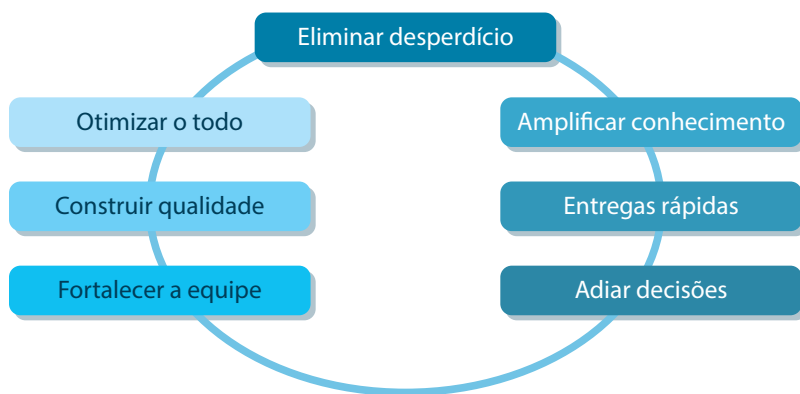 Eliminar desperdício
Otimizar o todo
Amplificar conhecimento
Construir qualidade
Entregas rápidas
Fortalecer a equipe
Adiar decisões